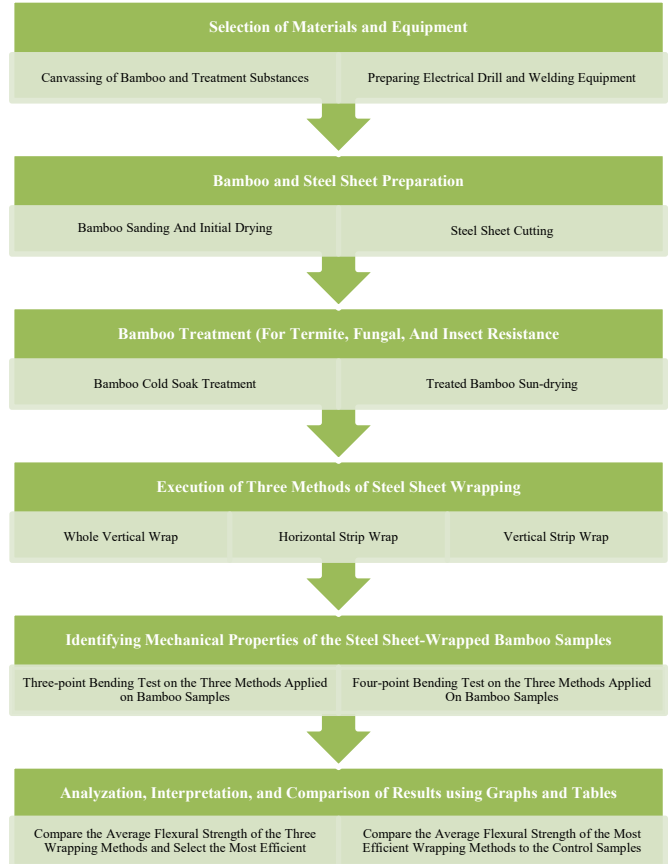 Selection of Materials and Equipment
Canvassing of Bamboo and Treatment Substances
Preparing Electrical Drill and Welding Equipment
Bamboo and Steel Sheet Preparation
Bamboo Sanding And Initial Drying
Steel Sheet Cutting
Bamboo Treatment (For Termite, Fungal, And Insect Resistance
Bamboo Cold Soak Treatment
Treated Bamboo Sun-drying
Execution of Three Methods of Steel Sheet Wrapping
Whole Vertical Wrap
Horizontal Strip Wrap
Vertical Strip Wrap
Identifying Mechanical Properties of the Steel Sheet-Wrapped Bamboo Samples
Three-point Bending Test on the Three Methods Applied
on Bamboo Samples
Four-point Bending Test on the Three Methods Applied
On Bamboo Samples
Analyzation, Interpretation, and Comparison of Results using Graphs and Tables
Compare the Average Flexural Strength of the Three
Wrapping Methods and Select the Most Efficient
Compare the Average Flexural Strength of the Most
Efficient Wrapping Methods to the Control Samples